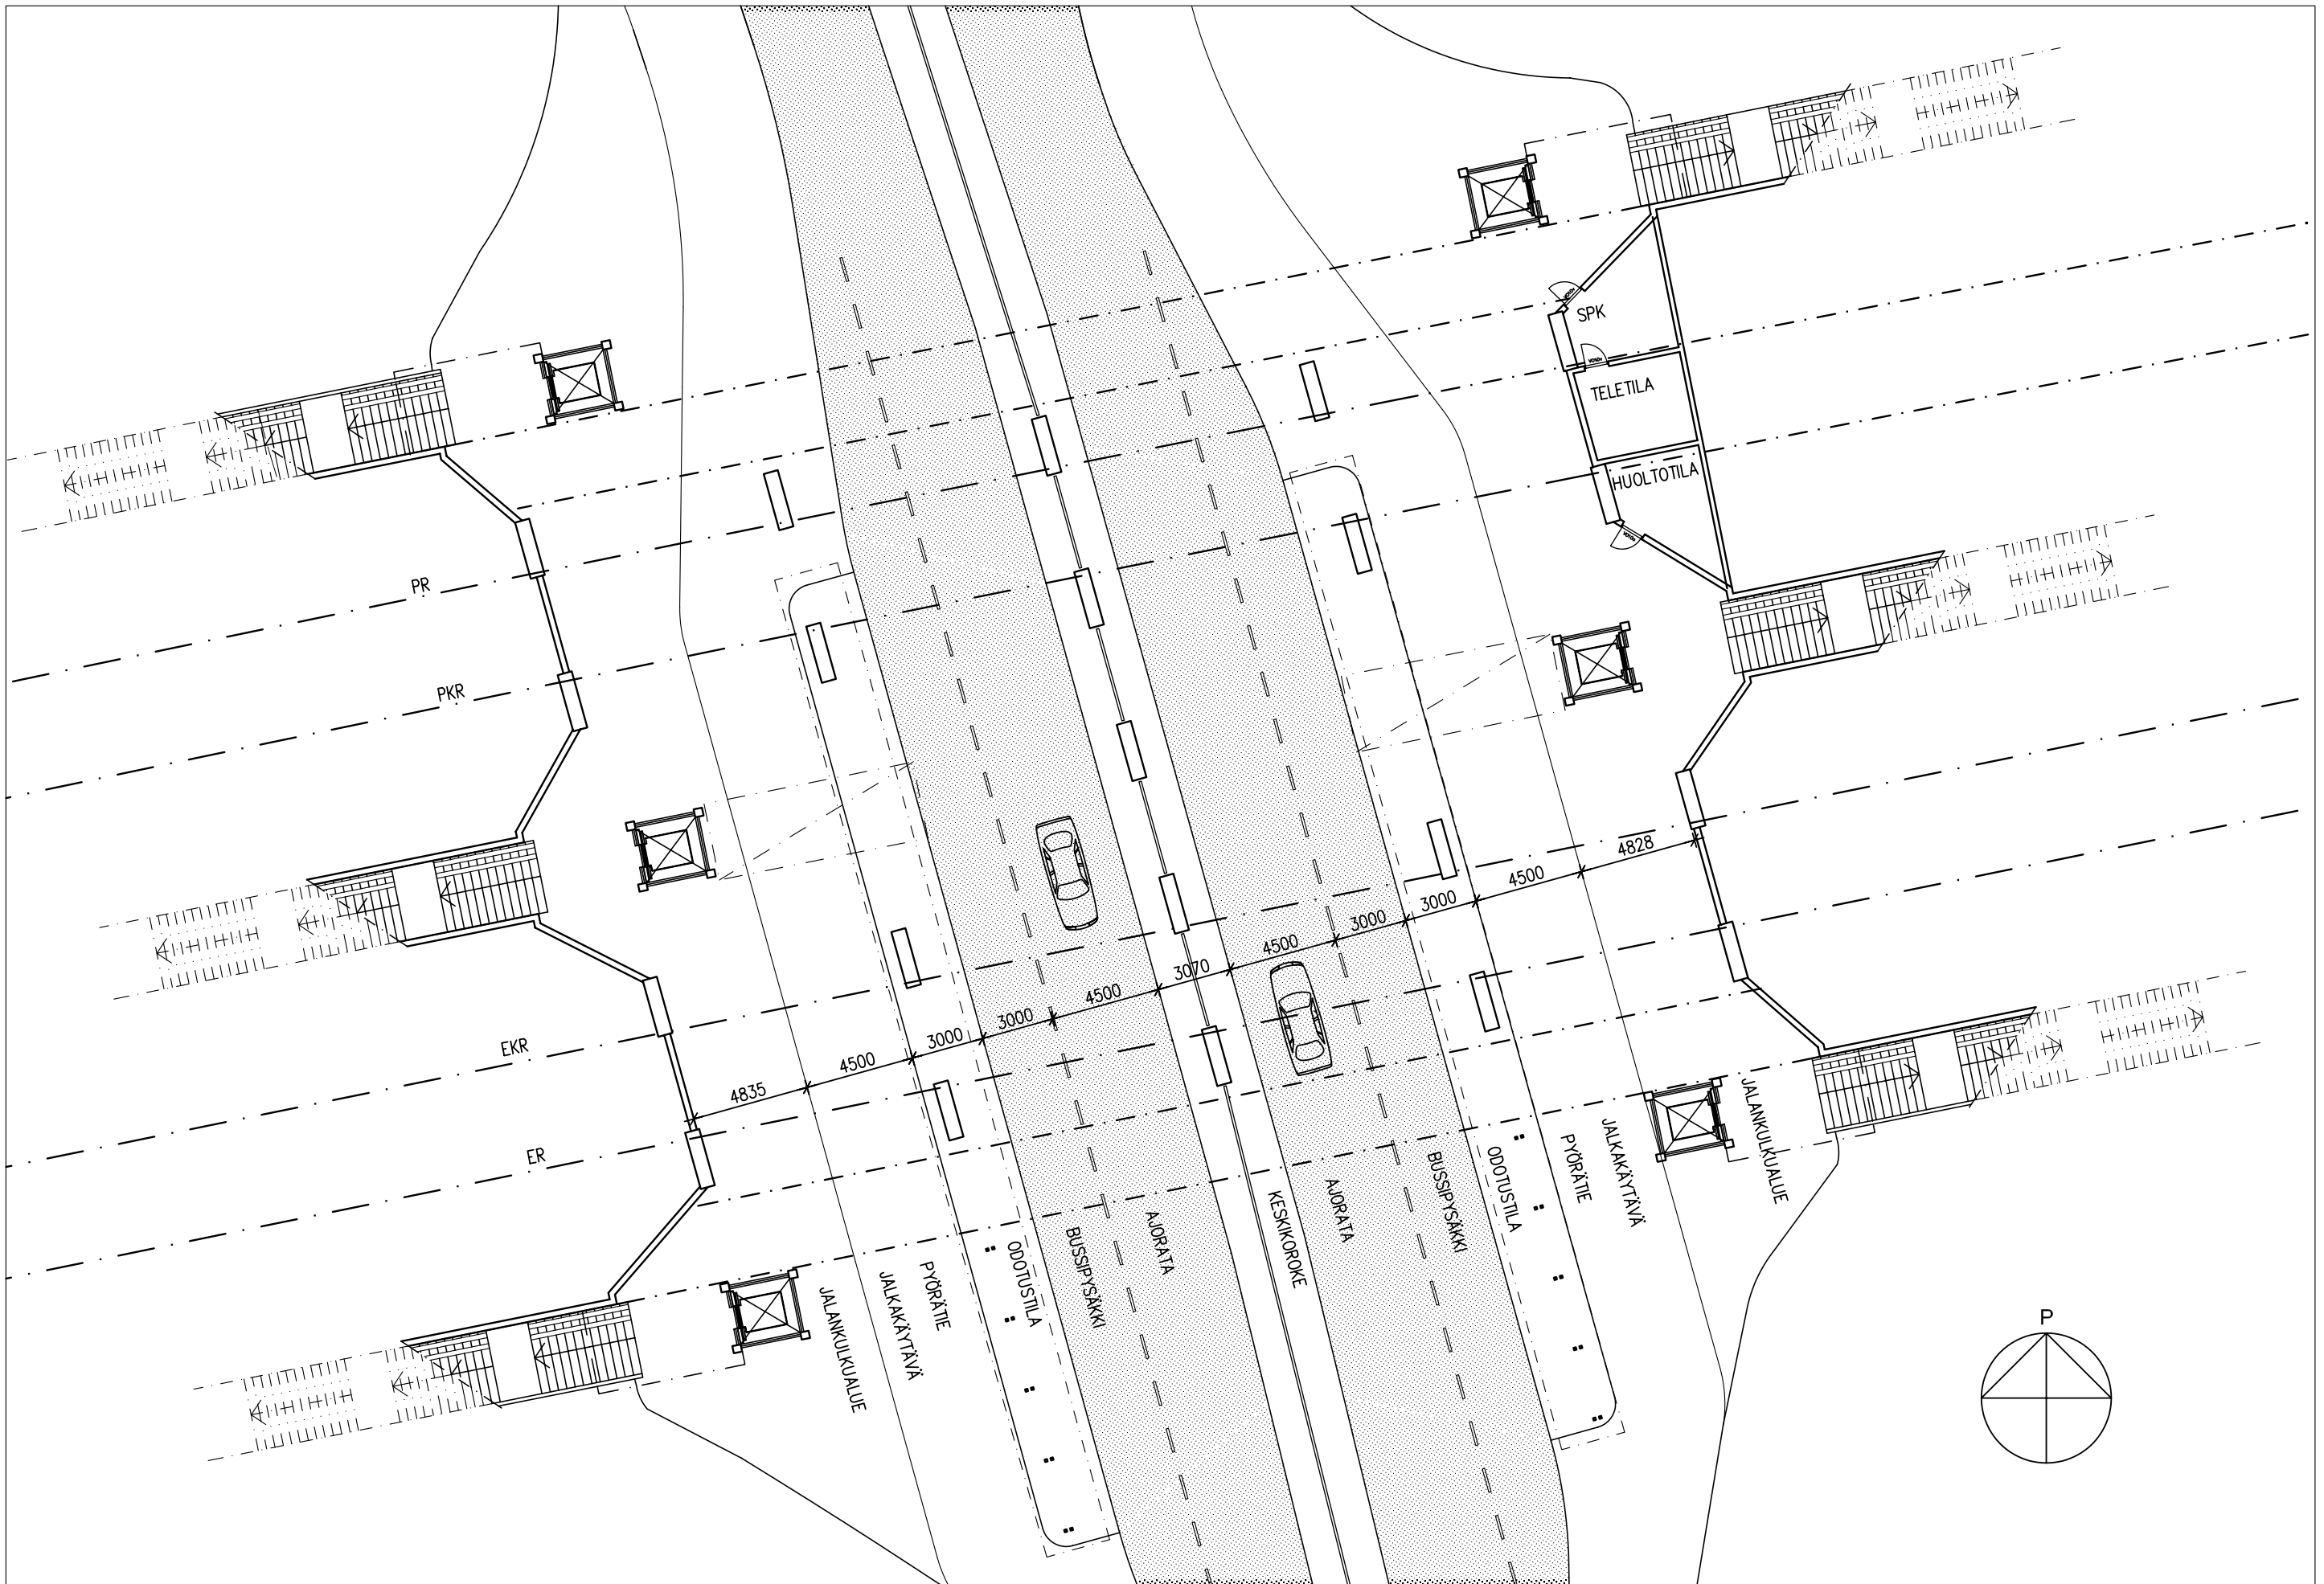 SPK
TELETILA
HUOLTOTILA
PR
PKR
EKR
ER
4835
4500
3000
3000
4500
3070
4500
3000
3000
4500
4828
JALANKULKUALUE
JALKAKÄYTÄVÄ
PYÖRÄTIE
ODOTUSTILA
BUSSIPYSÄKKI
AJORATA
KESKIKOROKE
AJORATA
BUSSIPYSÄKKI
ODOTUSTILA
PYÖRÄTIE
JALKAKÄYTÄVÄ
JALANKULKUALUE
P